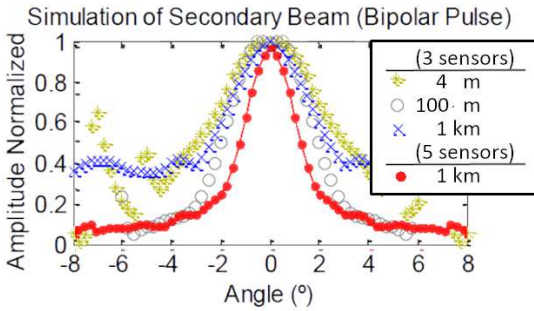 Simulation of Secondary Beam (Bipolar Pulse)
Amplitude Normalized
1
0.8
0.6
0.4
0.2
0
(3 sensors)
4 m
100 m
1 km
(5 sensors)
1 km
-8 -6 -4 -2 0 2 4 6 8
Angle (º)